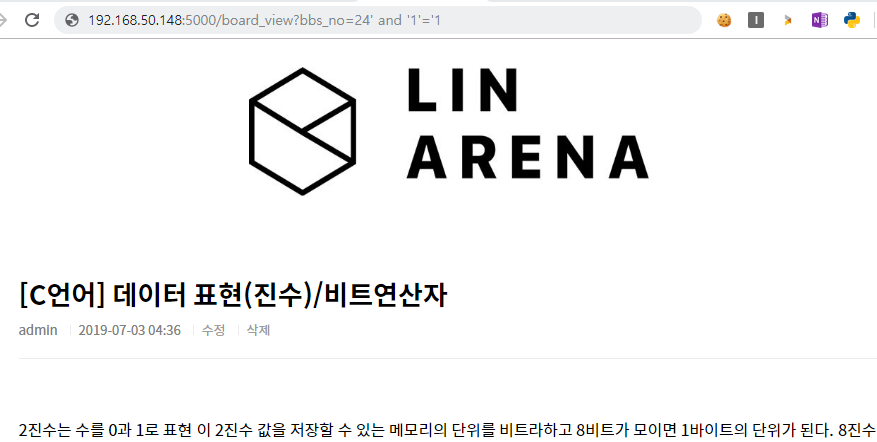 192.168.50.148:5000/board_view?bbs_no=24' and '1'='1
LIN
ARENA
[C언어] 데이터 표현(진수)/비트연산자
admin 2019-07-03 04:36 수정 삭제
2진수는 수를 0과 1로 표현 이 2진수 값을 저장할 수 있는 메모리의 단위를 비트라하고 8비트가 모이면 1바이트의 단위가 된다. 8진수